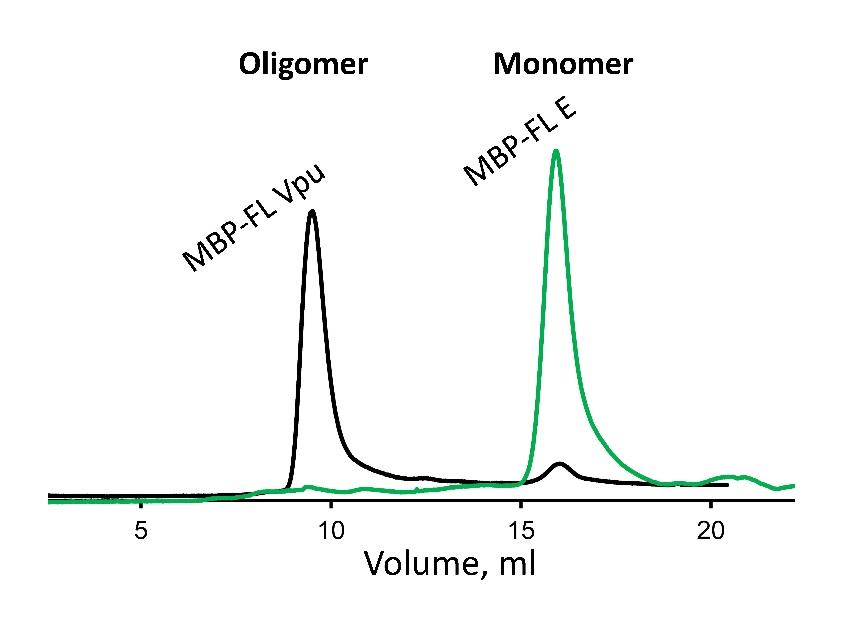 Oligomer
Monomer
MBP-FL Vpu
MBP-FL E
5
10
15
20
Volume, ml